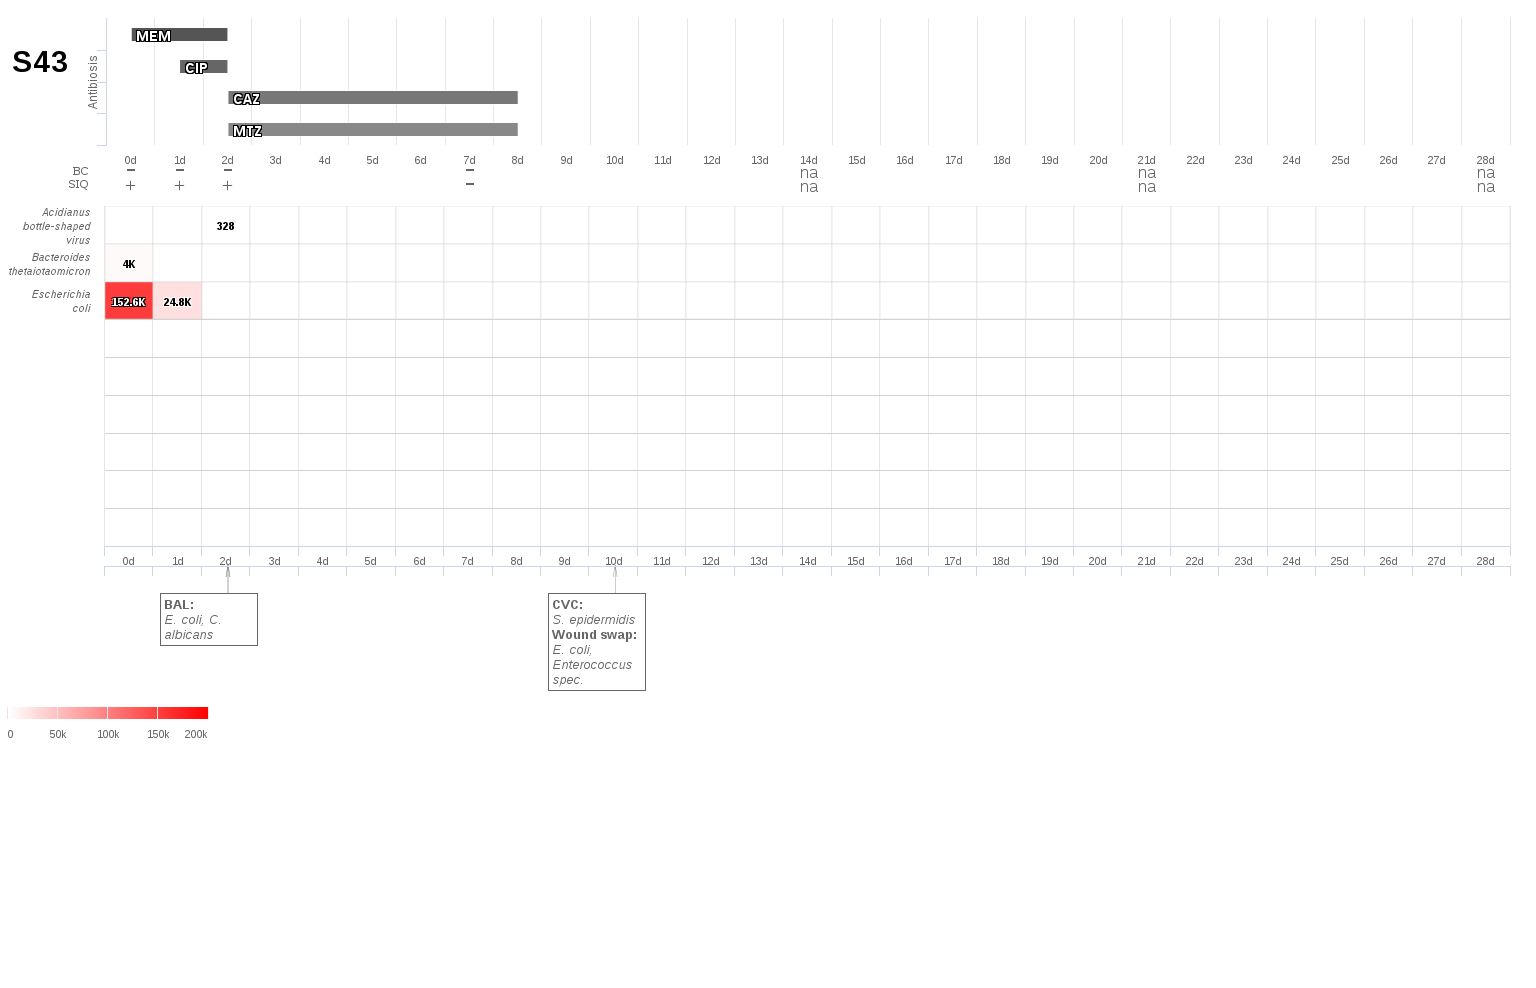 MEM
S43
Antibiosis
CIP
CAZ
MTZ
0d 1d 2d 3d 4d 5d 6d 7d 8d 9d 10d 11d 12d 13d 14d 15d 16d 17d 18d 19d 20d 21d 22d 23d 24d 25d 26d 27d 28d
BC - - - - na na na
SIQ + + + - na na na
Acidianus
bottle-shaped
virus
328
Bacteroides
thetaiotaomicron
4K
Escherichia
coli
152.6K 24.8K
0d 1d 2d 3d 4d 5d 6d 7d 8d 9d 10d 11d 12d 13d 14d 15d 16d 17d 18d 19d 20d 21d 22d 23d 24d 25d 26d 27d 28d
BAL:
E. coli, C.
albicans
CVC:
S. epidermidis
Wound swap:
E. coli,
Enterococcus
spec.
0 50k 100k 150k 200k